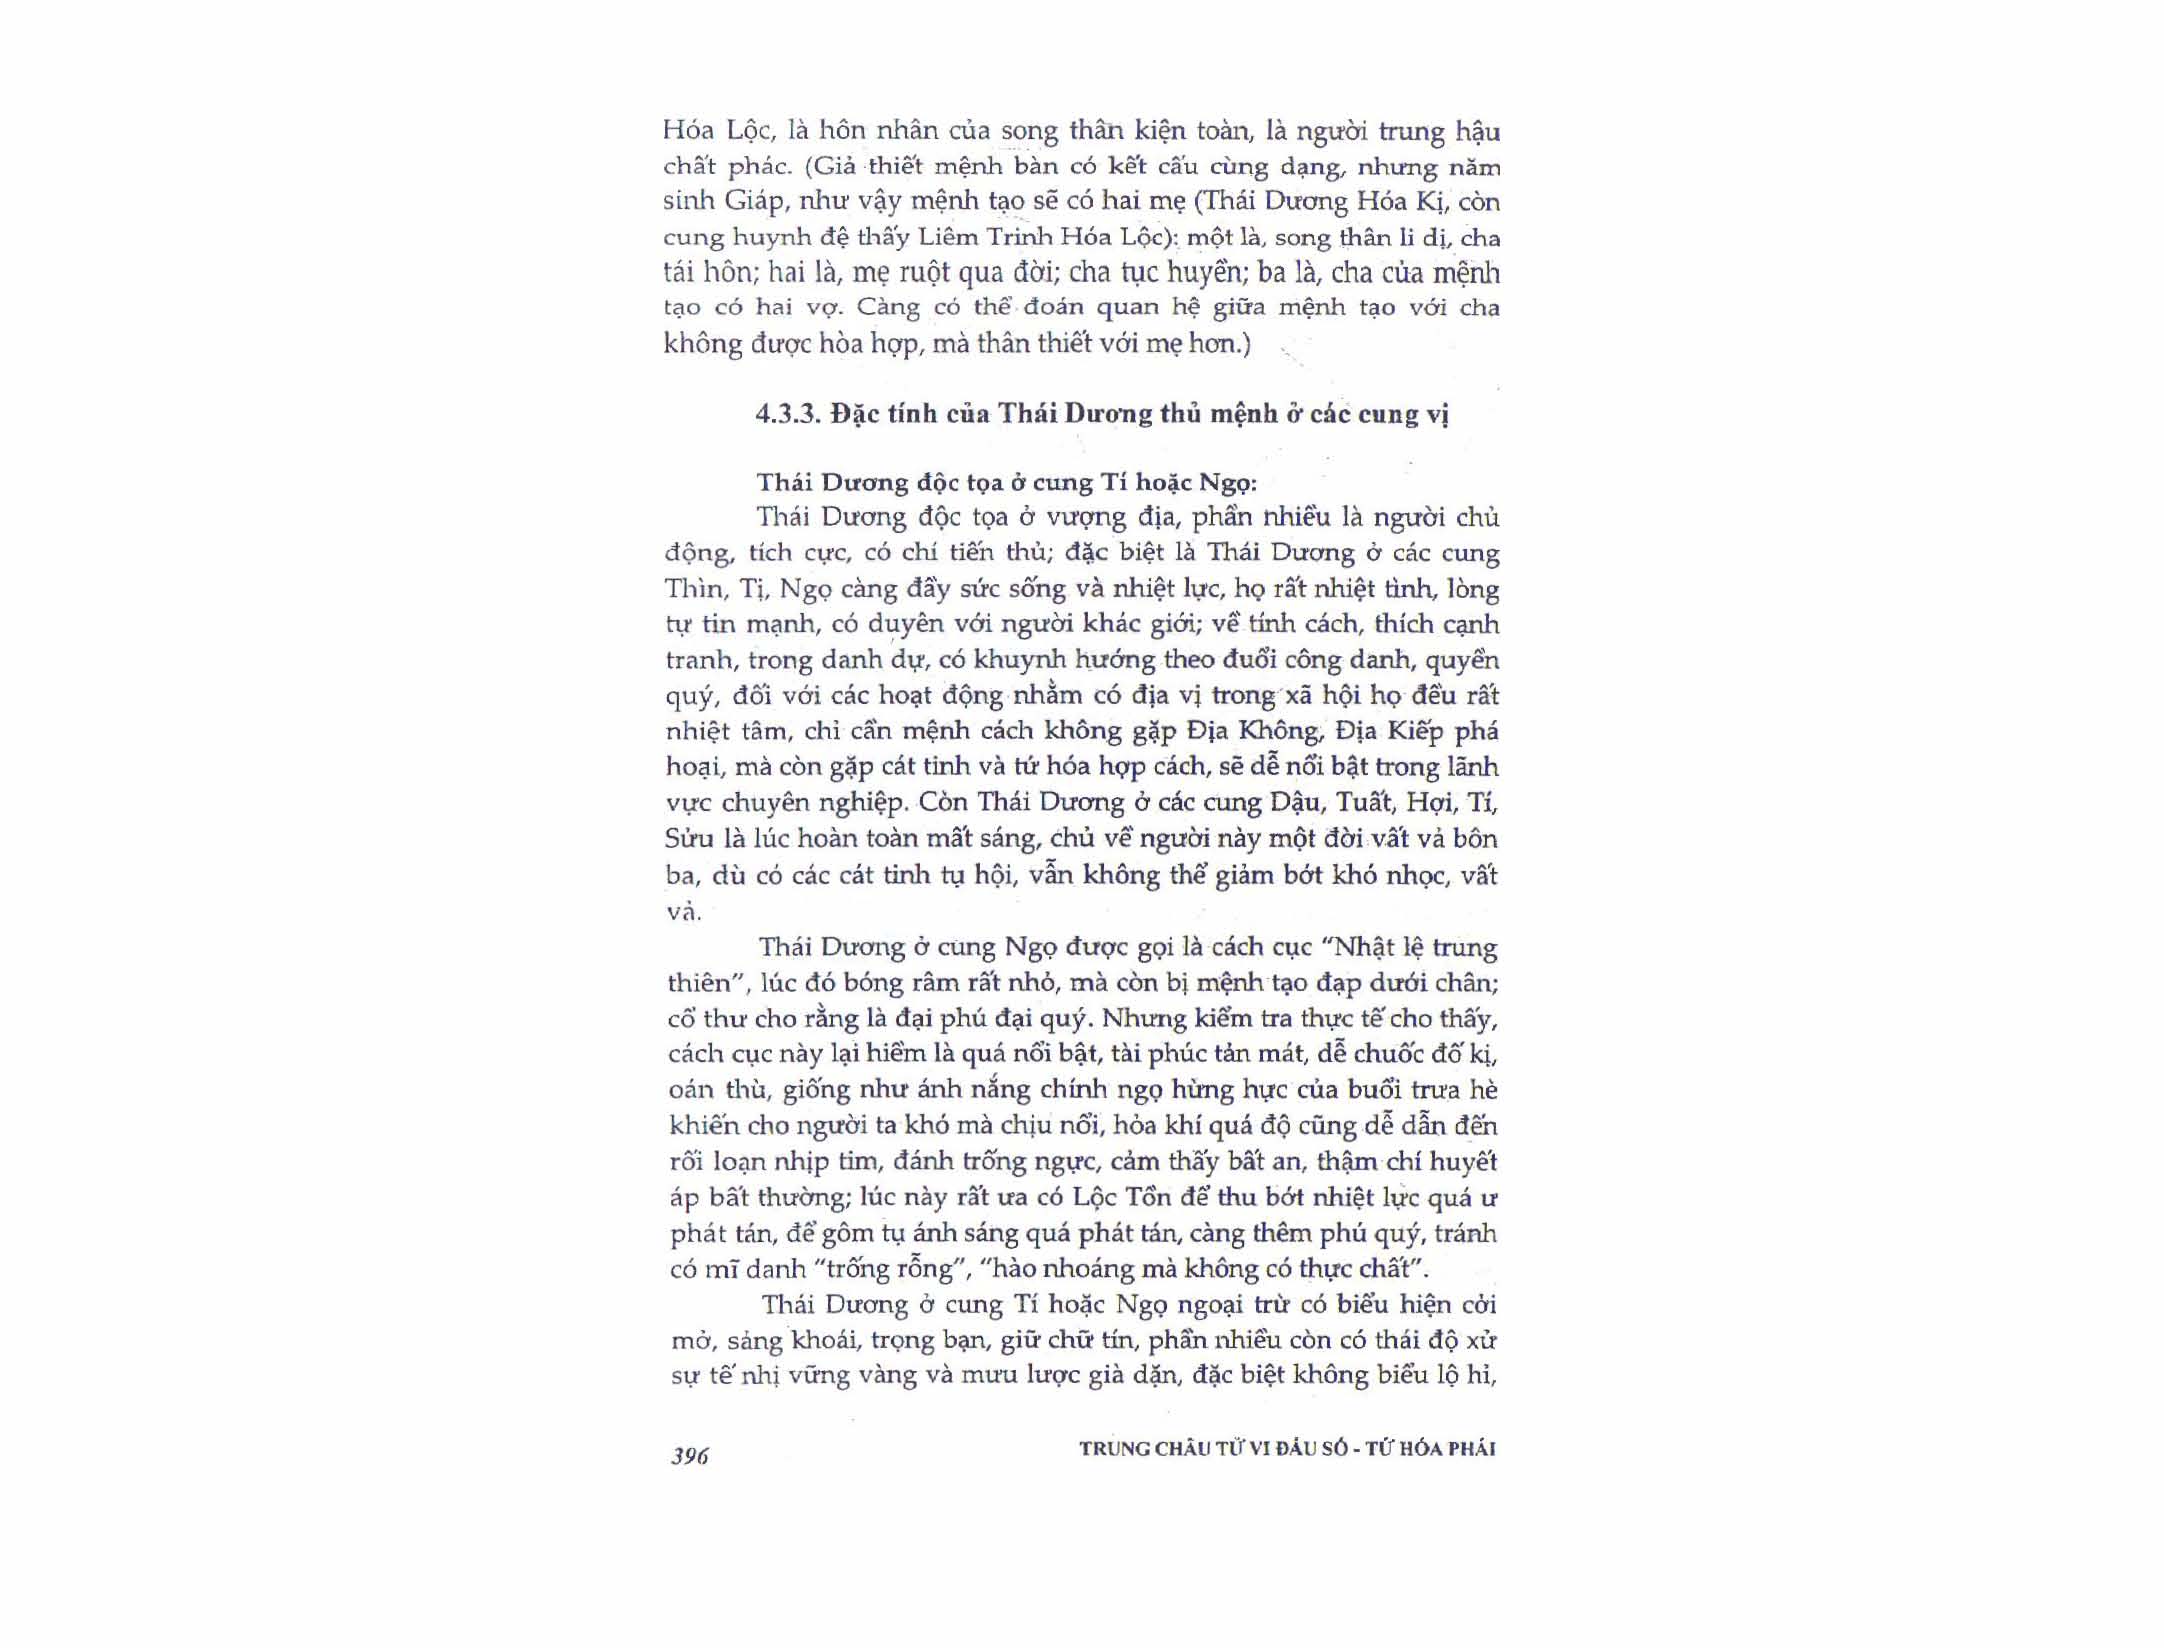 Hóa Lộc, là hôn nhân của song thân kiện toàn, là người trung hậu
chất phác. (Giả thiết mệnh bàn có kết cấu cùng dạng, nhưng năm
sinh Giáp, như vậy mệnh tạo sẽ có hai mẹ (Thái Dương Hóa Kị, còn
cung huynh đệ thấy Liêm Trinh Hóa Lộc): một là, song thân li dị, cha
tái hôn; hai là, mẹ ruột qua đời; cha tục huyền; ba là, cha của mệnh
tạo có hai vợ. Càng có thể đoán quan hệ giữa mệnh tạo với cha
không được hòa hợp, mà thân thiết với mẹ hơn.)
4.3.3. Đặc tính của Thái Dương thủ mệnh ở các cung vị
Thái Dương độc tọa ở cung Tí hoặc Ngọ:
Thái Dương độc tọa ở vượng địa, phần nhiều là người chủ
động, tích cực, có chí tiến thủ; đặc biệt là Thái Dương ở các cung
Thìn, Tị, Ngọ càng đầy sức sống và nhiệt lực, họ rất nhiệt tình, lòng
tự tin mạnh, có duyên với người khác giới; về tính cách, thích cạnh
tranh, trong danh dự, có khuynh hướng theo đuổi công danh, quyền
quý, đối với các hoạt động nhằm có địa vị trong xã hội họ đều rất
nhiệt tâm, chỉ cần mệnh cách không gặp Địa Không, Địa Kiếp phá
hoại, mà còn gặp cát tinh và tứ hóa hợp cách, sẽ dễ nổi bật trong lãnh
vực chuyên nghiệp. Còn Thái Dương ở các cung Dậu, Tuất, Hợi, Tí,
Sửu là lúc hoàn toàn mất sáng, chủ về người này một đời vất vả bôn
ba, dù có các cát tinh tụ hội, vẫn không thể giảm bớt khó nhọc, vất
vả.
Thái Dương ở cung Ngọ được gọi là cách cục "Nhật lệ trung
thiên", lúc đó bóng râm rất nhỏ, mà còn bị mệnh tạo đạp dưới chân;
cổ thư cho rằng là đại phú đại quý. Nhưng kiểm tra thực tế cho thấy,
cách cục này lại hiềm là quá nổi bật, tài phúc tản mát, dễ chuốc đố kị,
oán thù, giống như ánh nắng chính ngọ hừng hực của buổi trưa hè
khiến cho người ta khó mà chịu nổi, hỏa khí quá độ cũng dễ dẫn đến
rối loạn nhịp tim, đánh trống ngực, cảm thấy bất an, thậm chí huyết
áp bất thường; lúc này rất ưa có Lộc Tồn để thu bớt nhiệt lực quá ư
phát tán, để gôm tụ ánh sáng quá phát tán, càng thêm phú quý, tránh
có mĩ danh "trống rỗng", "hào nhoáng mà không có thực chất".
Thái Dương ở cung Tí hoặc Ngọ ngoại trừ có biểu hiện cởi
mở, sảng khoái, trọng bạn, giữ chữ tín, phần nhiều còn có thái độ xử
sự tế nhị vững vàng và mưu lược già dặn, đặc biệt không biểu lộ hỉ,
396
TRUNG CHÂU TỬ VI ĐẨU SỐ - TỨ HÓA PHÁI